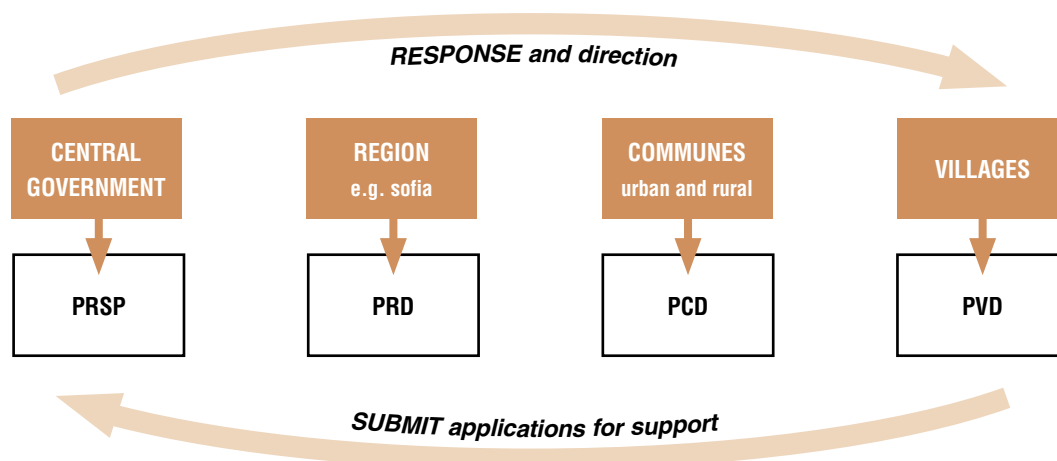 RESPONSE and direction
CENTRAL
GOVERNMENT
REGION
e.g. sofia
COMMUNES
urban and rural
VILLAGES
PRSP
PRD
PCD
PVD
SUBMIT applications for support